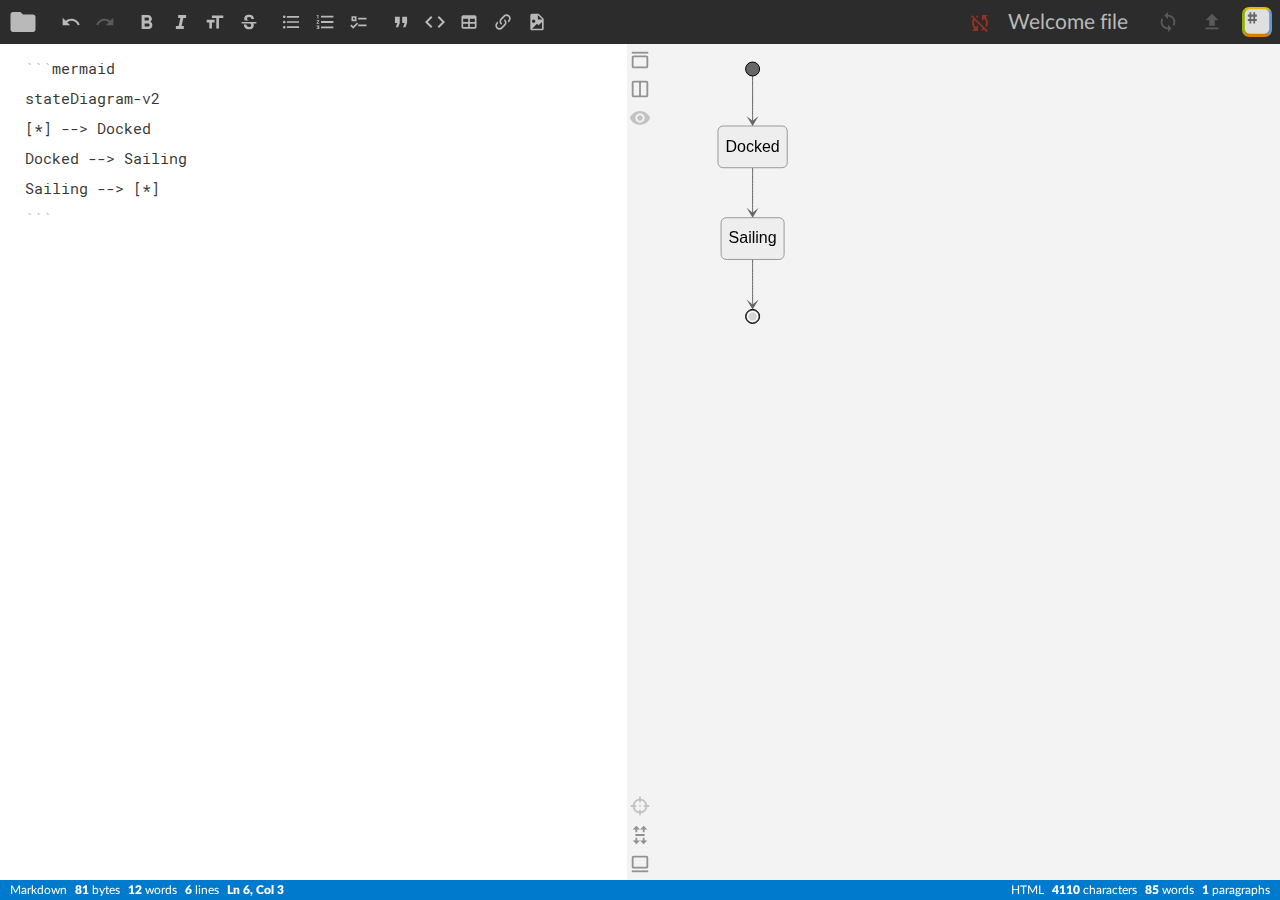 Welcome file
```mermaid
stateDiagram-v2
[*] --> Docked
Docked --> Sailing
Sailing --> [*]
```
Docked
Sailing
Markdown 81 bytes 12 words 6 lines Ln 6, Col 3
HTML 4110 characters 85 words 1 paragraphs